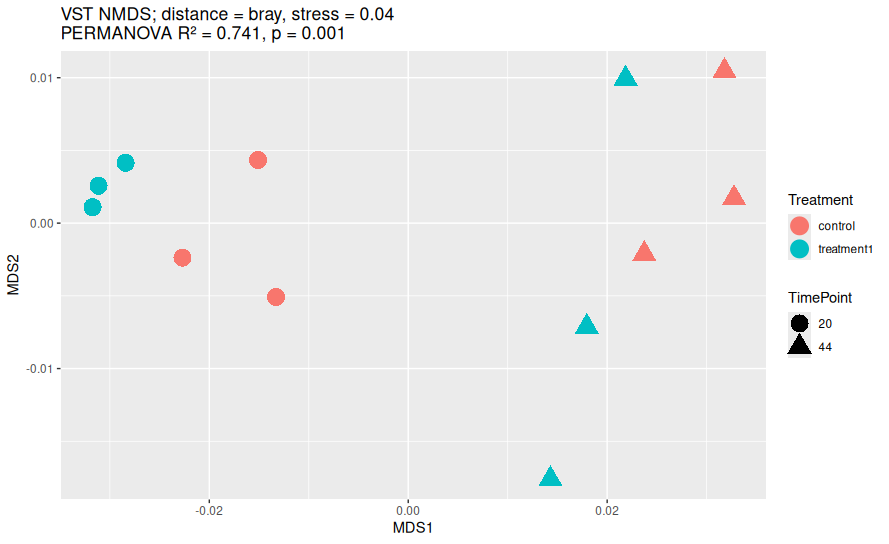 VST NMDS; distance = bray, stress = 0.04
PERMANOVA R² = 0.741, p = 0.001
0.01
0.00
-0.01
MDS2
-0.02
0.00
0.02
MDS1
Treatment
control
treatment1
TimePoint
20
44